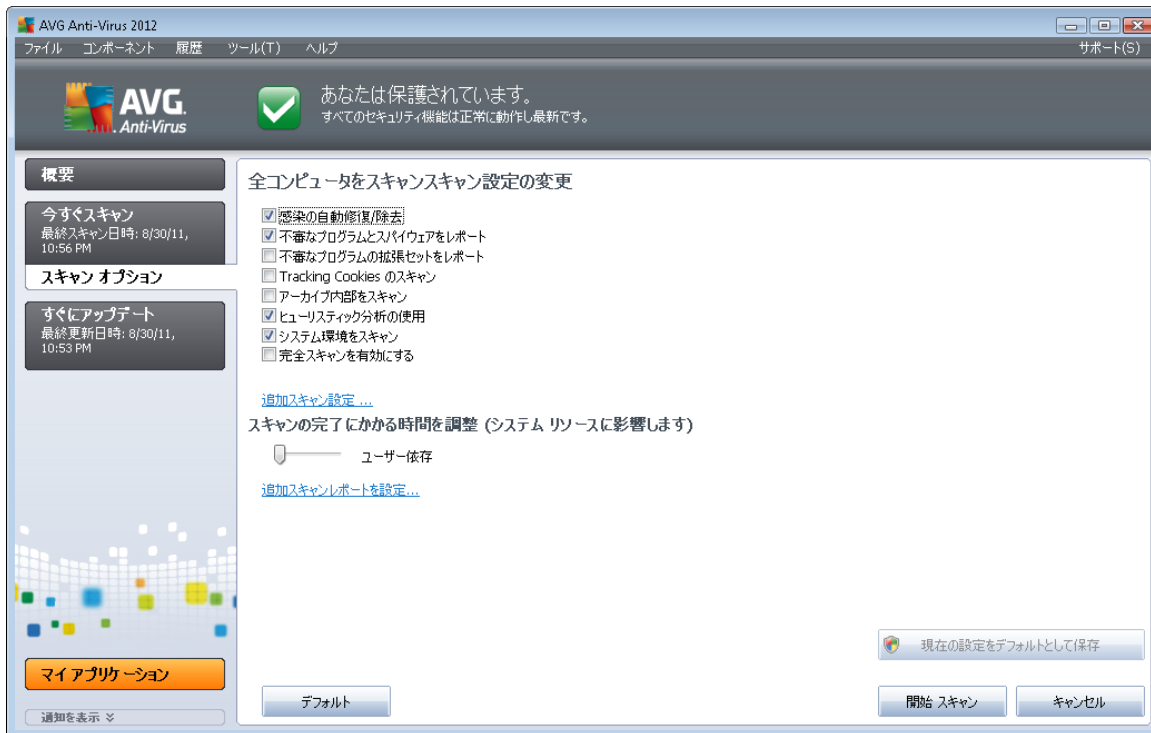 AVG Anti-Virus 2012
ファイル コンポーネント 履歴 ツール(T) ヘルプ サポート(S)
AVG.
Anti-Virus
あなたは保護されています。
すべてのセキュリティ機能は正常に動作し最新です。
概要
今すぐスキャン
最終スキャン日時: 8/30/11,
10:56 PM
スキャン オプション
すぐにアップデート
最終更新日時: 8/30/11,
10:53 PM
マイ アプリケーション
通知を表示
全コンピュータをスキャンスキャン設定の変更
感染の自動修復/除去
不審なプログラムとスパイウェアをレポート
不審なプログラムの拡張セットをレポート
Tracking Cookies のスキャン
アーカイブ内部をスキャン
ヒューリスティック分析の使用
システム環境をスキャン
完全スキャンを有効にする
追加スキャン設定 ...
スキャンの完了にかかる時間を調整 (システム リソースに影響します)
ユーザー依存
追加スキャンレポートを設定...
現在の設定をデフォルトとして保存
デフォルト
開始 スキャン
キャンセル